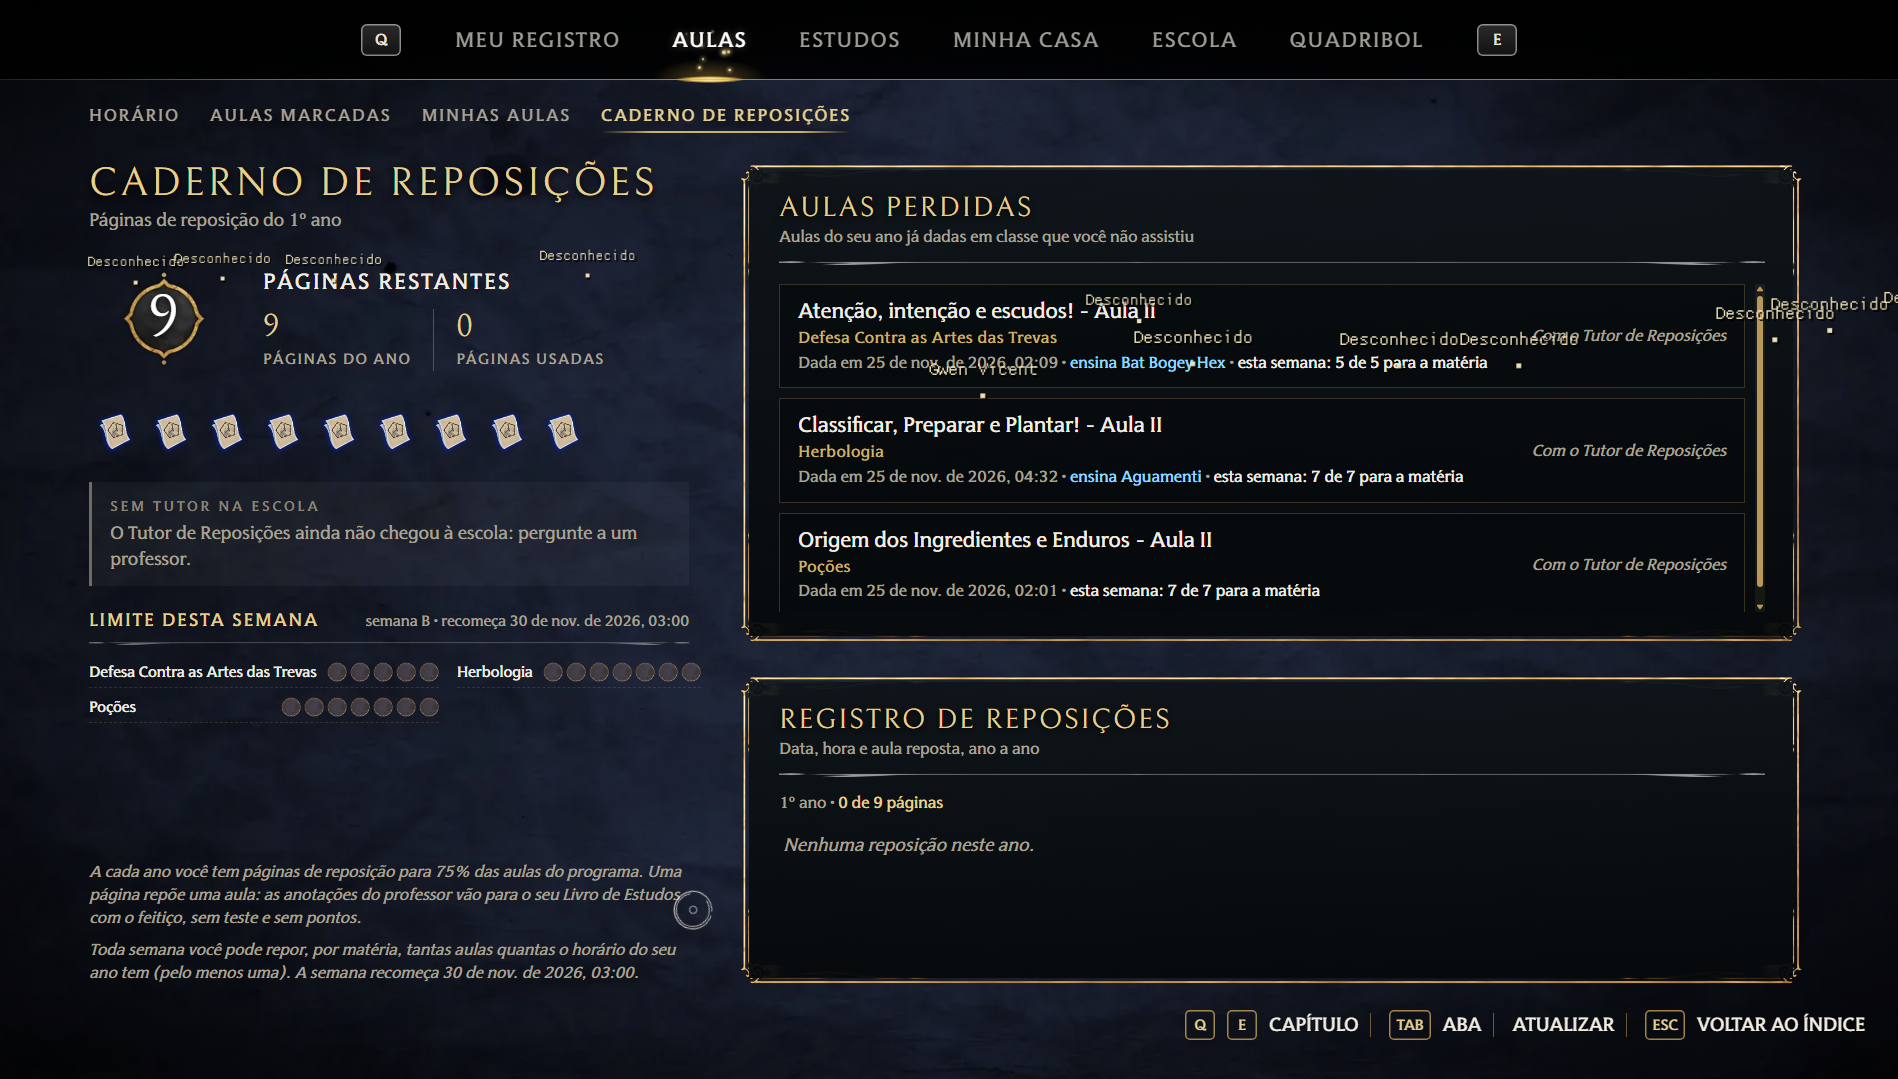 Q
MEU REGISTRO
AULAS
ESTUDOS
MINHA CASA
ESCOLA
QUADRIBOL
E
HORÁRIO
AULAS MARCADAS
MINHAS AULAS
CADERNO DE REPOSIÇÕES
CADERNO DE REPOSIÇÕES
Páginas de reposição do 1º ano
Desconhecido
Desconhecido
Desconhecido
Desconhecido
9
PÁGINAS RESTANTES
9
PÁGINAS DO ANO
0
PÁGINAS USADAS
SEM TUTOR NA ESCOLA
O Tutor de Reposições ainda não chegou à escola: pergunte a um
professor.
LIMITE DESTA SEMANA
semana B • recomeça 30 de nov. de 2026, 03:00
Defesa Contra as Artes das Trevas
Herbologia
Poções
A cada ano você tem páginas de reposição para 75% das aulas do programa. Uma
página repõe uma aula: as anotações do professor vão para o seu Livro de Estudos,
com o feitiço, sem teste e sem pontos.
Toda semana você pode repor, por matéria, tantas aulas quantas o horário do seu
ano tem (pelo menos uma). A semana recomeça 30 de nov. de 2026, 03:00.
AULAS PERDIDAS
Aulas do seu ano já dadas em classe que você não assistiu
Atenção, intenção e escudos! - Aula II
Defesa Contra as Artes das Trevas
Dada em 25 de nov. de 2026, 02:09 • ensina Bat Bogey Hex • esta semana: 5 de 5 para a matéria
Com o Tutor de Reposições
Desconhecido
Desconhecido
Desconhecido
Desconhecido
Desconhecido
Desconhecido
De
Gwen Vicent
Classificar, Preparar e Plantar! - Aula II
Herbologia
Dada em 25 de nov. de 2026, 04:32 • ensina Aguamenti • esta semana: 7 de 7 para a matéria
Com o Tutor de Reposições
Origem dos Ingredientes e Enduros - Aula II
Poções
Dada em 25 de nov. de 2026, 02:01 • esta semana: 7 de 7 para a matéria
Com o Tutor de Reposições
REGISTRO DE REPOSIÇÕES
Data, hora e aula reposta, ano a ano
1º ano • 0 de 9 páginas
Nenhuma reposição neste ano.
Q E CAPÍTULO
TAB ABA
ATUALIZAR
ESC VOLTAR AO ÍNDICE